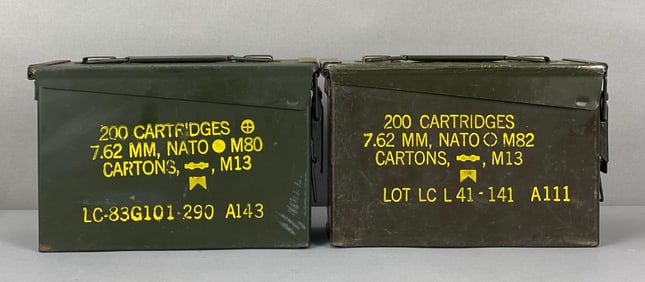 200 CARTRIDGES
7.62 MM, NATO M80
CARTONS, M13
LC-83G101-290 A143
200 CARTRIDGES
7.62 MM, NATO M82
CARTONS, M13
LOT LC L 41-141 A111